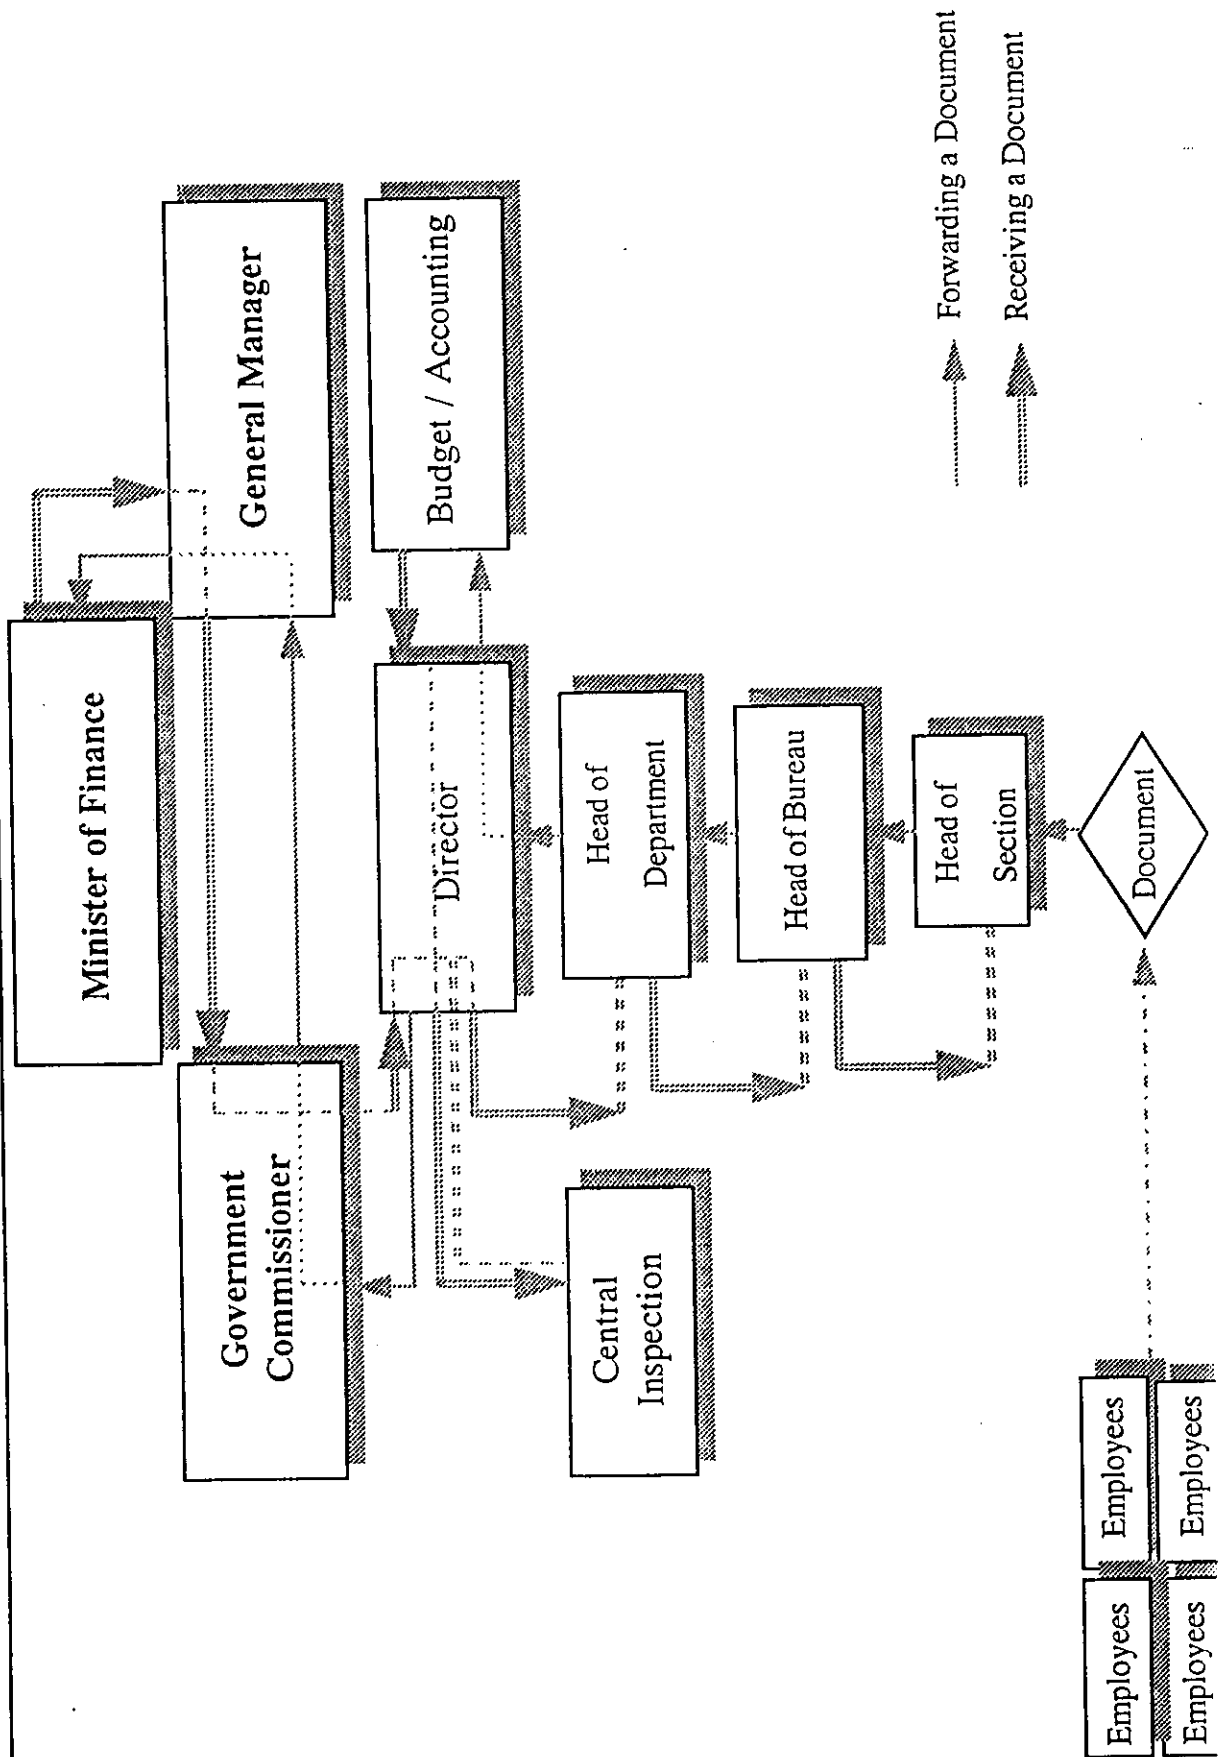 Minister of Finance
Government
Commissioner
General Manager
Director
Budget / Accounting
Central
Inspection
Head of
Department
Head of Bureau
Head of
Section
Document
Employees
Employees
Employees
Employees
Forwarding a Document
Receiving a Document